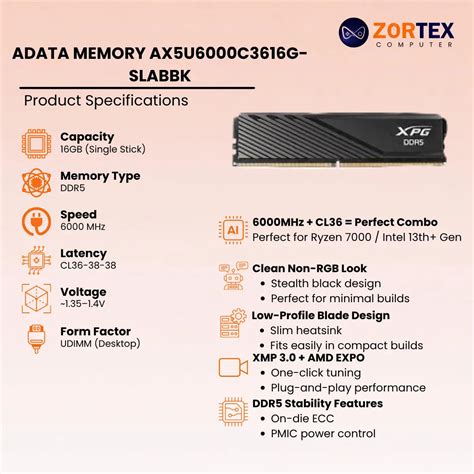 ZORTEX
COMPUTER
ADATA MEMORY AX5U6000C3616G-
SLABBK
Product Specifications
Capacity
16GB (Single Stick)
Memory Type
DDR5
Speed
6000 MHz
Latency
CL36-38-38
Voltage
~1.35–1.4V
Form Factor
UDIMM (Desktop)
XPG
DDR5
AI
6000MHz + CL36 = Perfect Combo
Perfect for Ryzen 7000 / Intel 13th+ Gen
Clean Non-RGB Look
• Stealth black design
• Perfect for minimal builds
Low-Profile Blade Design
• Slim heatsink
• Fits easily in compact builds
XMP 3.0 + AMD EXPO
• One-click tuning
• Plug-and-play performance
DDR5 Stability Features
• On-die ECC
• PMIC power control